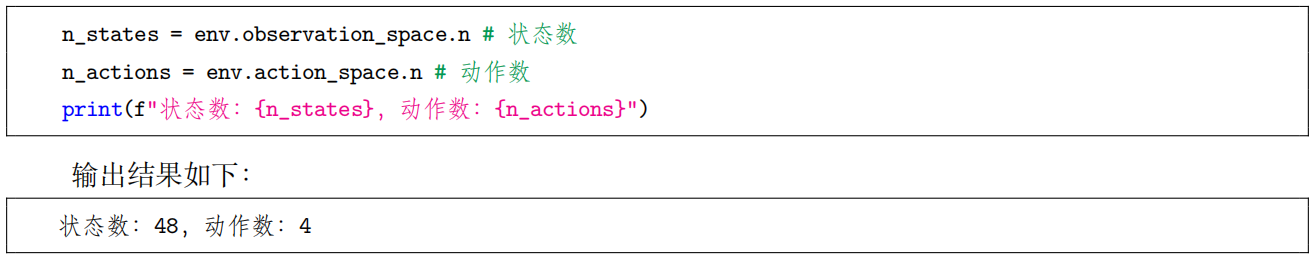 n_states = env.observation_space.n # 状态数
n_actions = env.action_space.n # 动作数
print(f"状态数：{n_states}, 动作数：{n_actions}")
输出结果如下：
状态数：48, 动作数：4